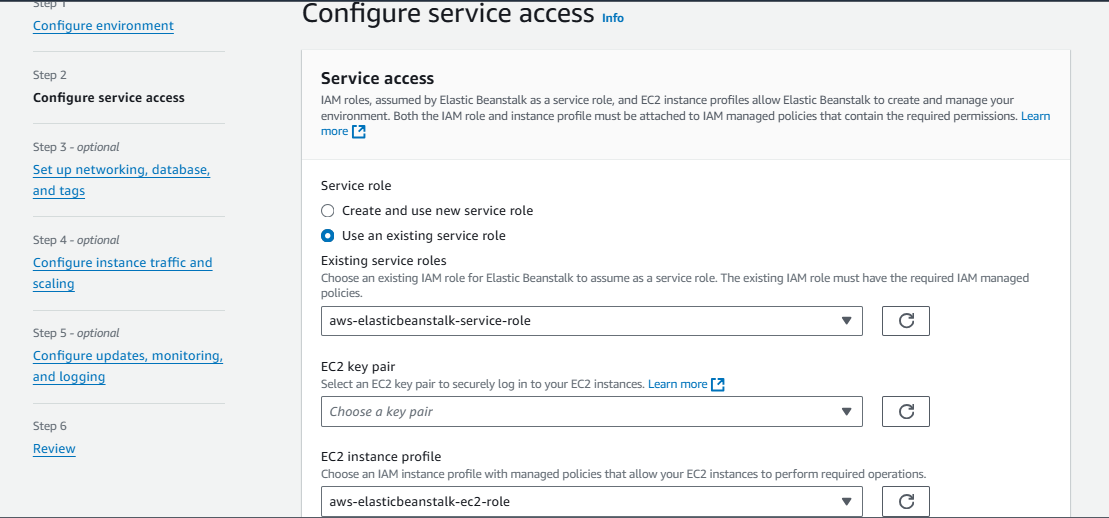 Step 1
Configure environment
Step 2
Configure service access
Step 3 - optional
Set up networking, database,
and tags
Step 4 - optional
Configure instance traffic and
scaling
Step 5 - optional
Configure updates, monitoring,
and logging
Step 6
Review
Configure service access Info
Service access
IAM roles, assumed by Elastic Beanstalk as a service role, and EC2 instance profiles allow Elastic Beanstalk to create and manage your
environment. Both the IAM role and instance profile must be attached to IAM managed policies that contain the required permissions. Learn
more
Service role
Create and use new service role
Use an existing service role
Existing service roles
Choose an existing IAM role for Elastic Beanstalk to assume as a service role. The existing IAM role must have the required IAM managed
policies.
aws-elasticbeanstalk-service-role
EC2 key pair
Select an EC2 key pair to securely log in to your EC2 instances. Learn more
Choose a key pair
EC2 instance profile
Choose an IAM instance profile with managed policies that allow your EC2 instances to perform required operations.
aws-elasticbeanstalk-ec2-role